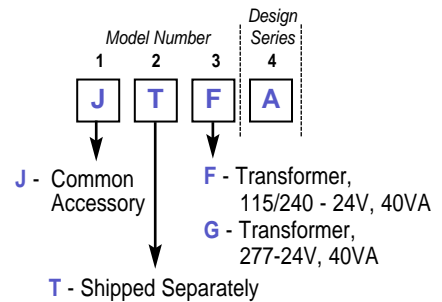 Design
Model Number Series
1 2 3 4
J T F A
J - Common
Accessory
F - Transformer,
115/240 - 24V, 40VA
G - Transformer,
277-24V, 40VA
T - Shipped Separately